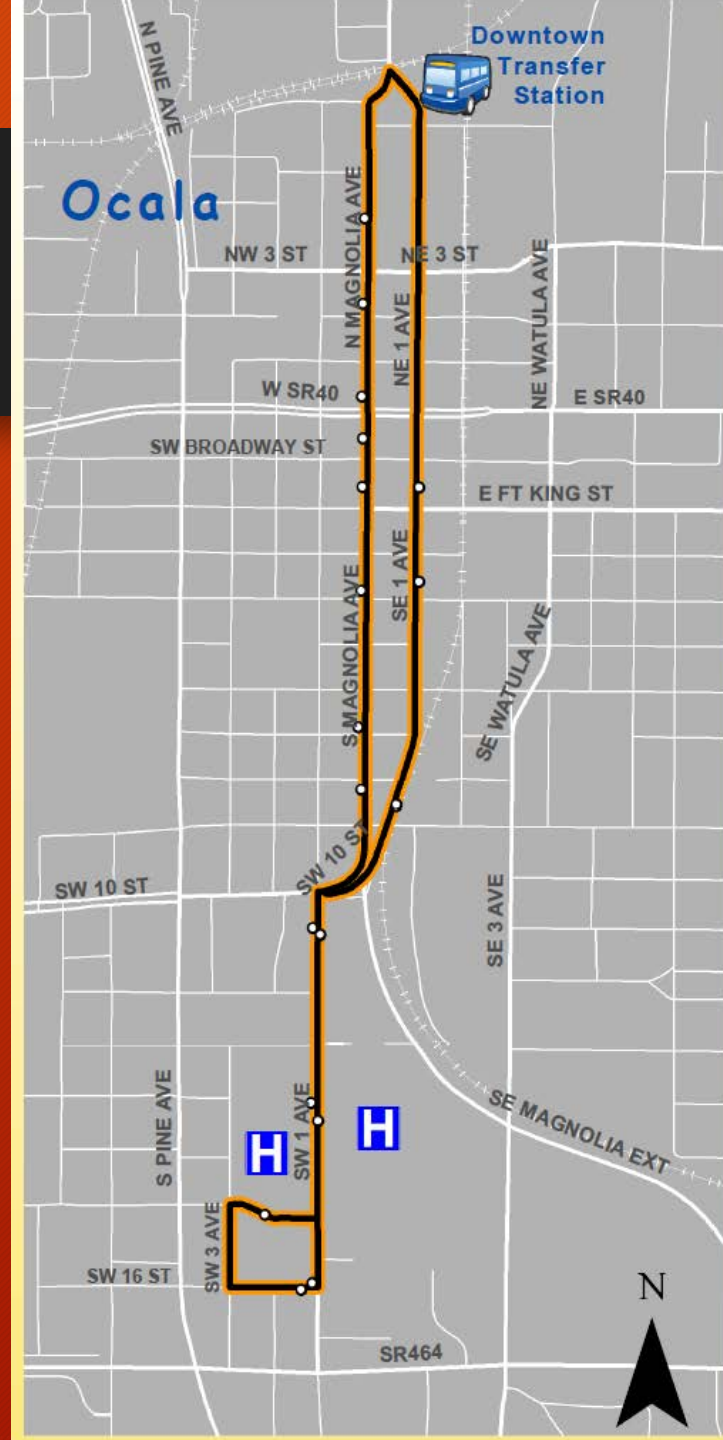 Downtown
Transfer
Station
N PINE AVE
Ocala
N MAGNOLIA AVE
NW 3 ST
NE 3 ST
NE WATULA AVE
NE 1 AVE
W SR40
E SR40
SW BROADWAY ST
E FT KING ST
S MAGNOLIA AVE
SE 1 AVE
SE WATULA AVE
SW 10 ST
SW 10 ST
SE 3 AVE
S PINE AVE
SW 1 AVE
H
H
SE MAGNOLIA EXT
SW 3 AVE
SW 16 ST
N
SR464